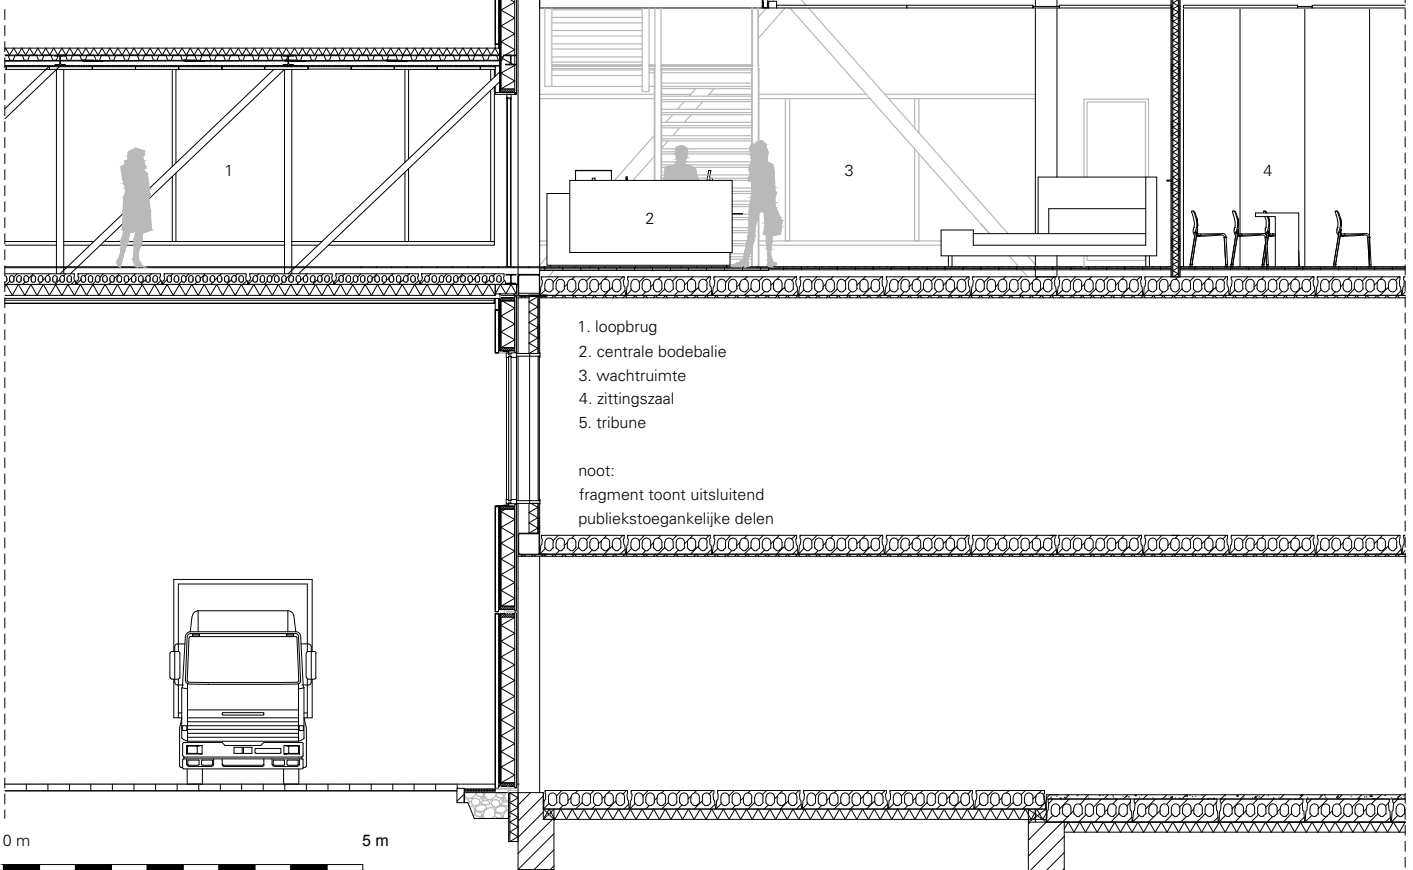 1
2
3
4
1. loopbrug
2. centrale bodebalie
3. wachtruimte
4. zittingszaal
5. tribune
noot:
fragment toont uitsluitend
publiekstoegankelijke delen
0 m
5 m